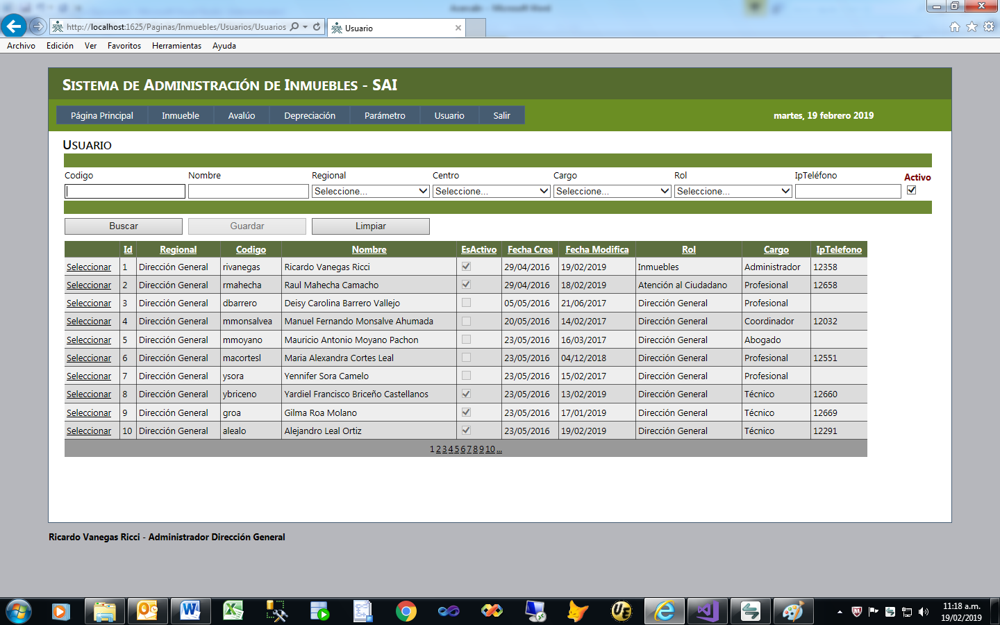 http://localhost:1625/Paginas/Inmuebles/Usuarios/Usuarios
Usuario
Archivo Edición Ver Favoritos Herramientas Ayuda
SISTEMA DE ADMINISTRACIÓN DE INMUEBLES - SAI
Página Principal Inmueble Avalúo Depreciación Parámetro Usuario Salir martes, 19 febrero 2019
USUARIO
Codigo Nombre Regional Centro Cargo Rol IpTeléfono Activo
Seleccione... Seleccione... Seleccione... Seleccione...
Buscar Guardar Limpiar
Id Regional Codigo Nombre EsActivo Fecha Crea Fecha Modifica Rol Cargo IpTelefono
Seleccionar 1 Dirección General rivanegas Ricardo Vanegas Ricci 29/04/2016 19/02/2019 Inmuebles Administrador 12358
Seleccionar 2 Dirección General rmahecha Raul Mahecha Camacho 29/04/2016 18/02/2019 Atención al Ciudadano Profesional 12658
Seleccionar 3 Dirección General dbarrero Deisy Carolina Barrero Vallejo 05/05/2016 21/06/2017 Dirección General Profesional
Seleccionar 4 Dirección General mmonsalvea Manuel Fernando Monsalve Ahumada 20/05/2016 14/02/2017 Dirección General Coordinador 12032
Seleccionar 5 Dirección General mmoyano Mauricio Antonio Moyano Pachon 23/05/2016 16/03/2017 Dirección General Abogado
Seleccionar 6 Dirección General macortesl Maria Alexandra Cortes Leal 23/05/2016 04/12/2018 Dirección General Profesional 12551
Seleccionar 7 Dirección General ysora Yennifer Sora Camelo 23/05/2016 15/02/2017 Dirección General Profesional
Seleccionar 8 Dirección General ybriceno Yardiel Francisco Briceño Castellanos 23/05/2016 13/02/2019 Dirección General Técnico 12660
Seleccionar 9 Dirección General groa Gilma Roa Molano 23/05/2016 17/01/2019 Dirección General Técnico 12669
Seleccionar 10 Dirección General alealo Alejandro Leal Ortiz 23/05/2016 19/02/2019 Dirección General Técnico 12291
1 2 3 4 5 6 7 8 9 10 ...
Ricardo Vanegas Ricci - Administrador Dirección General
11:18 a.m.
19/02/2019